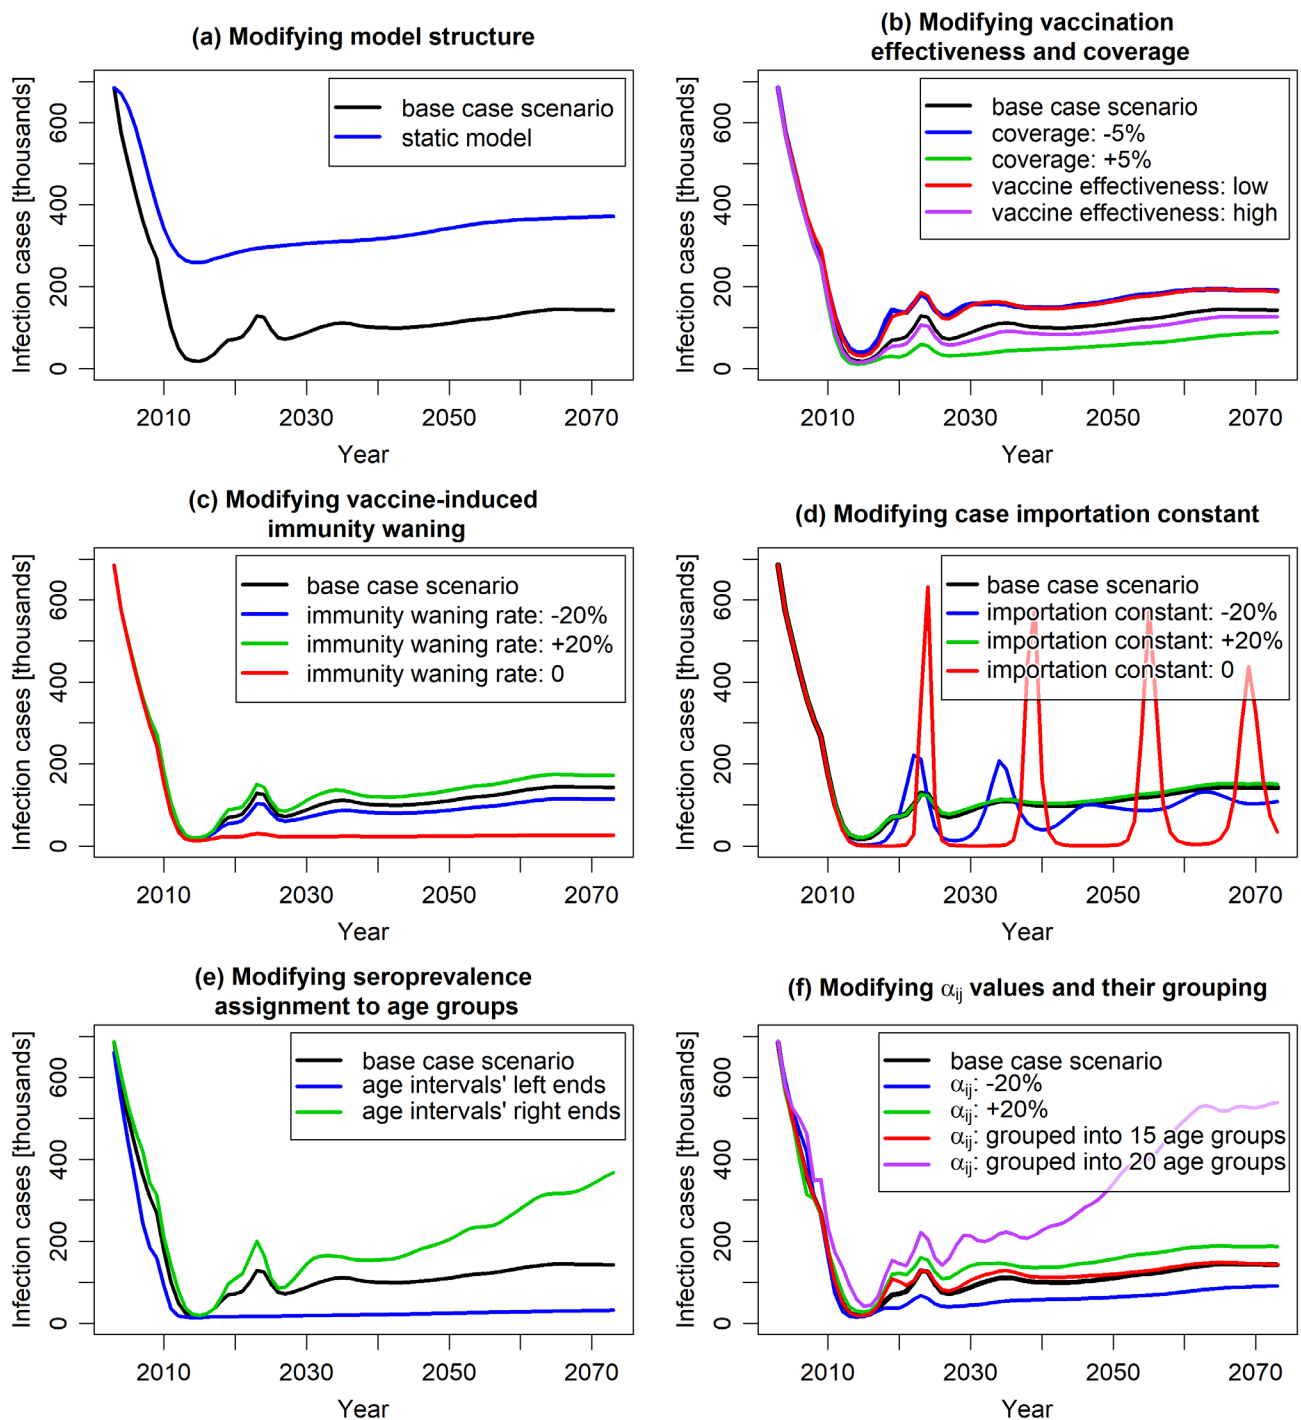 (a) Modifying model structure
Infection cases [thousands]
0
200
400
600
base case scenario
static model
2010
2030
2050
2070
Year
(b) Modifying vaccination
effectiveness and coverage
Infection cases [thousands]
0
200
400
600
base case scenario
coverage: -5%
coverage: +5%
vaccine effectiveness: low
vaccine effectiveness: high
2010
2030
2050
2070
Year
(c) Modifying vaccine-induced
immunity waning
Infection cases [thousands]
0
200
400
600
base case scenario
immunity waning rate: -20%
immunity waning rate: +20%
immunity waning rate: 0
2010
2030
2050
2070
Year
(d) Modifying case importation constant
Infection cases [thousands]
0
200
400
600
base case scenario
importation constant: -20%
importation constant: +20%
importation constant: 0
2010
2030
2050
2070
Year
(e) Modifying seroprevalence
assignment to age groups
Infection cases [thousands]
0
200
400
600
base case scenario
age intervals' left ends
age intervals' right ends
2010
2030
2050
2070
Year
(f) Modifying αij values and their grouping
Infection cases [thousands]
0
200
400
600
base case scenario
αij: -20%
αij: +20%
αij: grouped into 15 age groups
αij: grouped into 20 age groups
2010
2030
2050
2070
Year